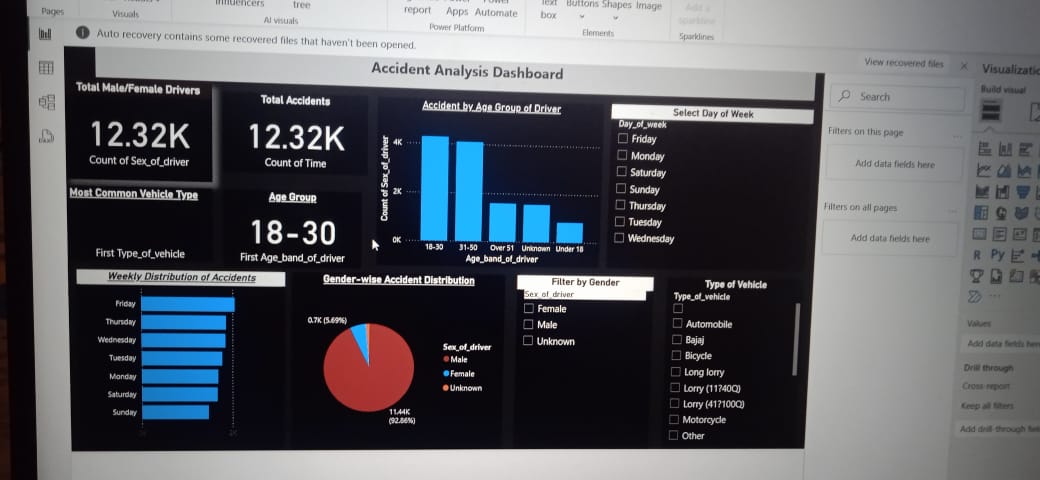 Pages
Visuals
Influencers
tree
AI visuals
report Apps Automate
Power Platform
Text
box
Buttons Shapes Image
Elements
Add a
sparkline
Sparklines
Auto recovery contains some recovered files that haven't been opened.
View recovered files
Accident Analysis Dashboard
Total Male/Female Drivers
12.32K
Count of Sex_of_driver
Total Accidents
12.32K
Count of Time
Accident by Age Group of Driver
Count of Sex_of_driver
4K
2K
0K
18-30 31-50 Over 51 Unknown Under 18
Age_band_of_driver
Select Day of Week
Day_of_week
Friday
Monday
Saturday
Sunday
Thursday
Tuesday
Wednesday
Most Common Vehicle Type
First Type_of_vehicle
Age Group
18-30
First Age_band_of_driver
Weekly Distribution of Accidents
Friday
Thursday
Wednesday
Tuesday
Monday
Saturday
Sunday
Gender-wise Accident Distribution
0.7K (5.69%)
11.44K
(92.86%)
Sex_of_driver
Male
Female
Unknown
Filter by Gender
Sex_of_driver
Female
Male
Unknown
Type of Vehicle
Type_of_vehicle
Automobile
Bajaj
Bicycle
Long lorry
Lorry (11?40Q)
Lorry (41?100Q)
Motorcycle
Other
Search
Filters on this page
Add data fields here
Filters on all pages
Add data fields here
Build visual
R Py
Values
Drill through
Cross-report
Keep all filters